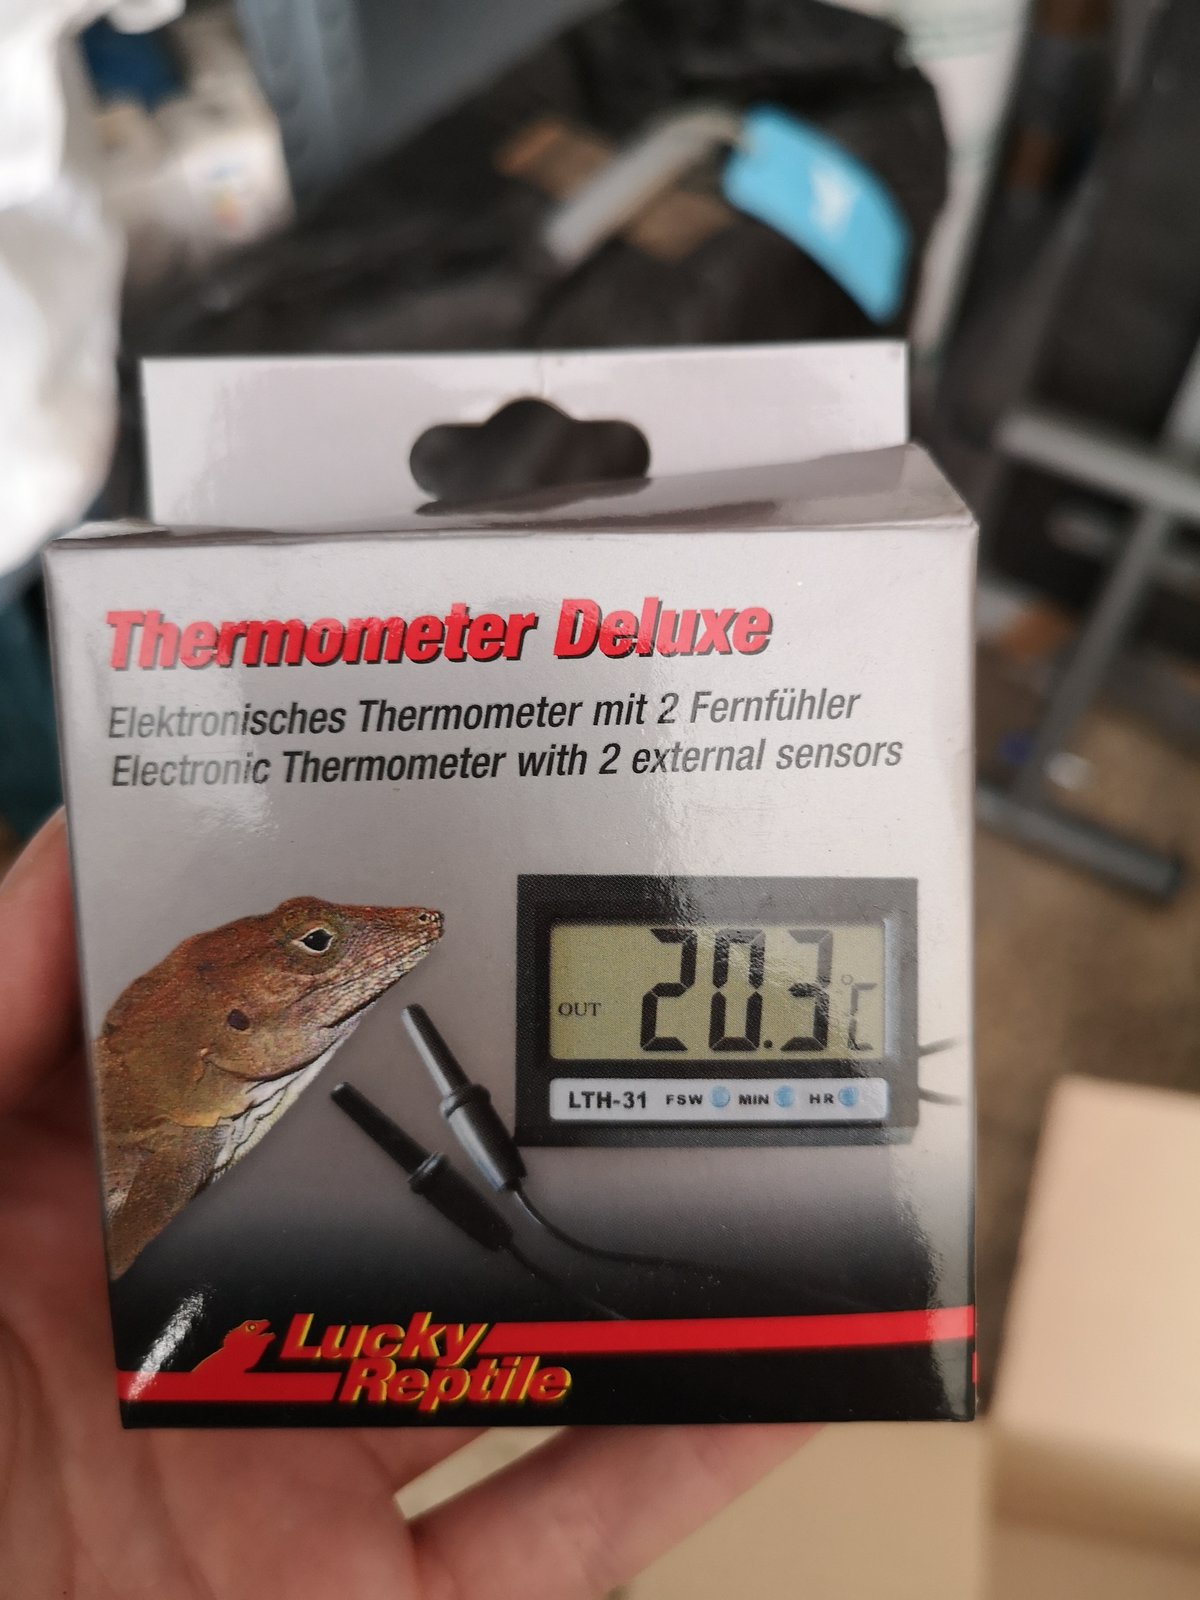 Thermometer Deluxe
Elektronisches Thermometer mit 2 Fernfühler
Electronic Thermometer with 2 external sensors
OUT 20.3 °C
LTH-31 FSW MIN HR
Lucky
Reptile